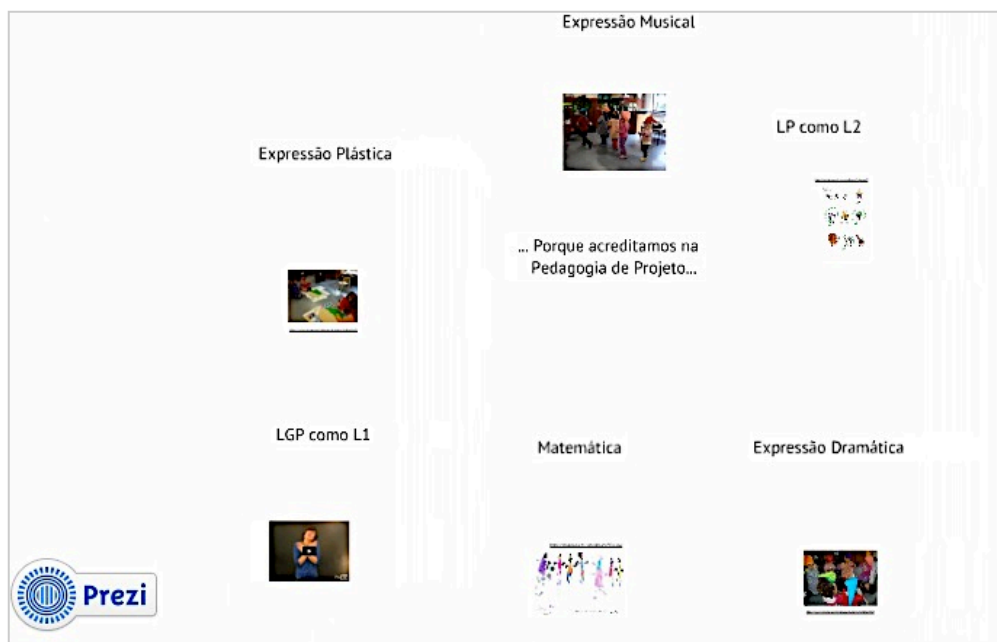 Expressão Musical
LP como L2
Expressão Plástica
... Porque acreditamos na
Pedagogia de Projeto...
LGP como L1
Matemática
Expressão Dramática
Prezi